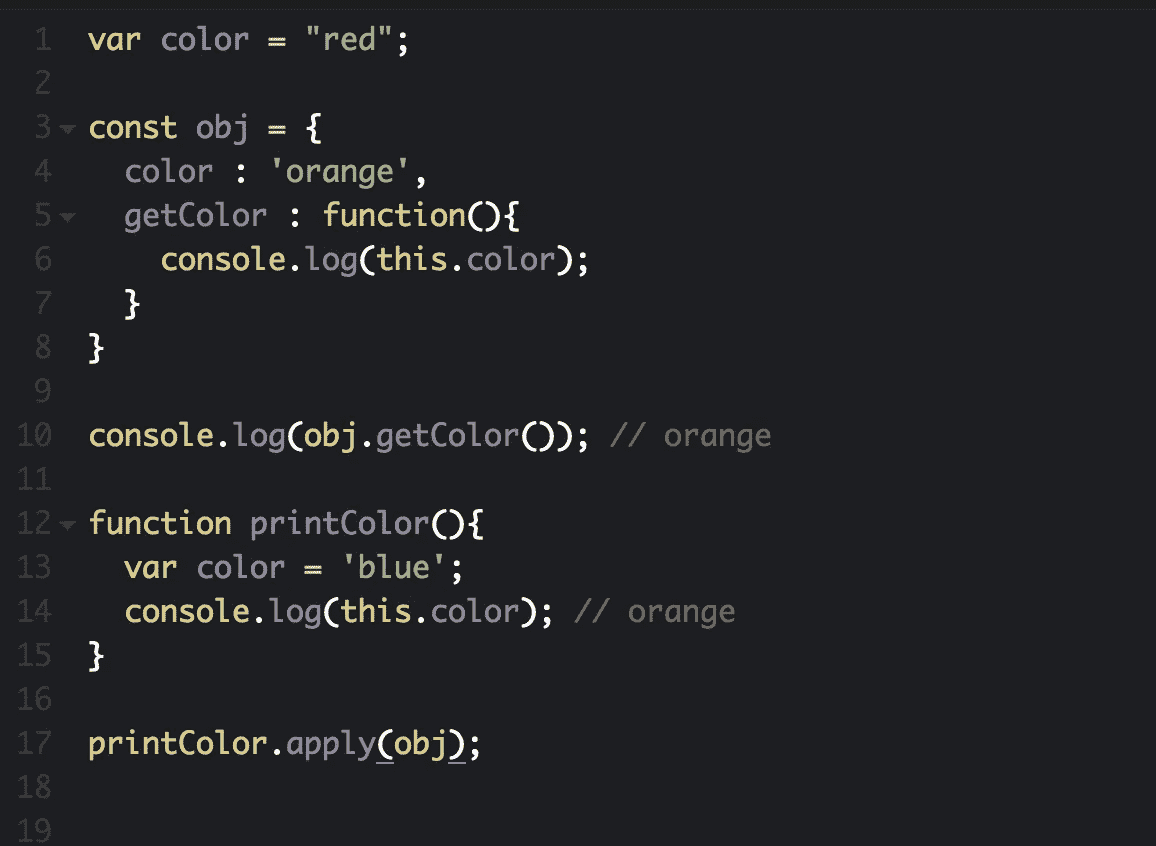 1 var color = "red";
2
3 const obj = {
4   color : 'orange',
5   getColor : function(){
6     console.log(this.color);
7   }
8 }
9
10 console.log(obj.getColor()); // orange
11
12 function printColor(){
13   var color = 'blue';
14   console.log(this.color); // orange
15 }
16
17 printColor.apply(obj);
18
19